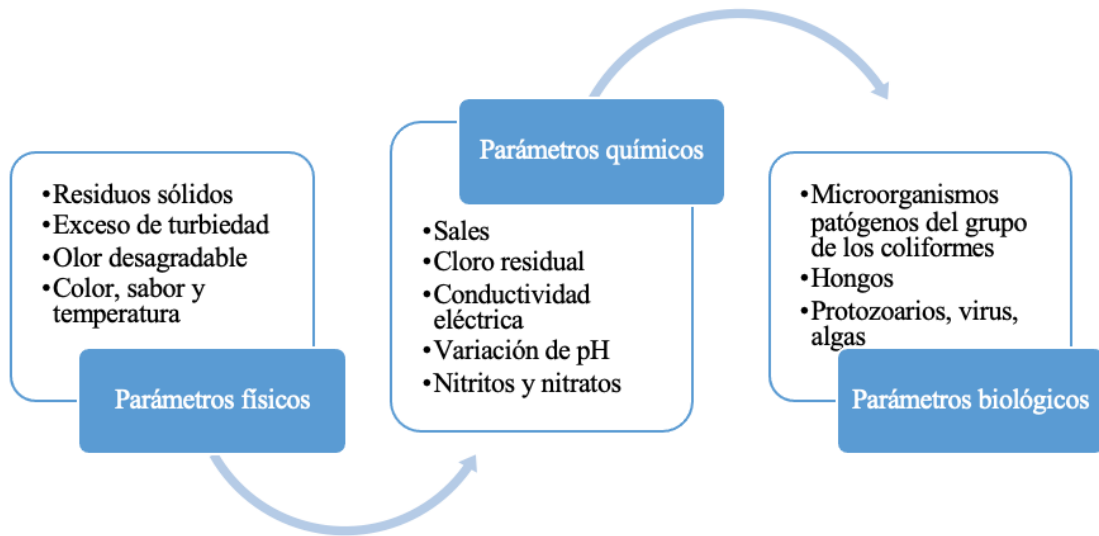 •Residuos sólidos
•Exceso de turbiedad
•Olor desagradable
•Color, sabor y
temperatura
Parámetros físicos
Parámetros químicos
•Sales
•Cloro residual
•Conductividad
eléctrica
•Variación de pH
•Nitritos y nitratos
•Microorganismos
patógenos del grupo
de los coliformes
•Hongos
•Protozoarios, virus,
algas
Parámetros biológicos